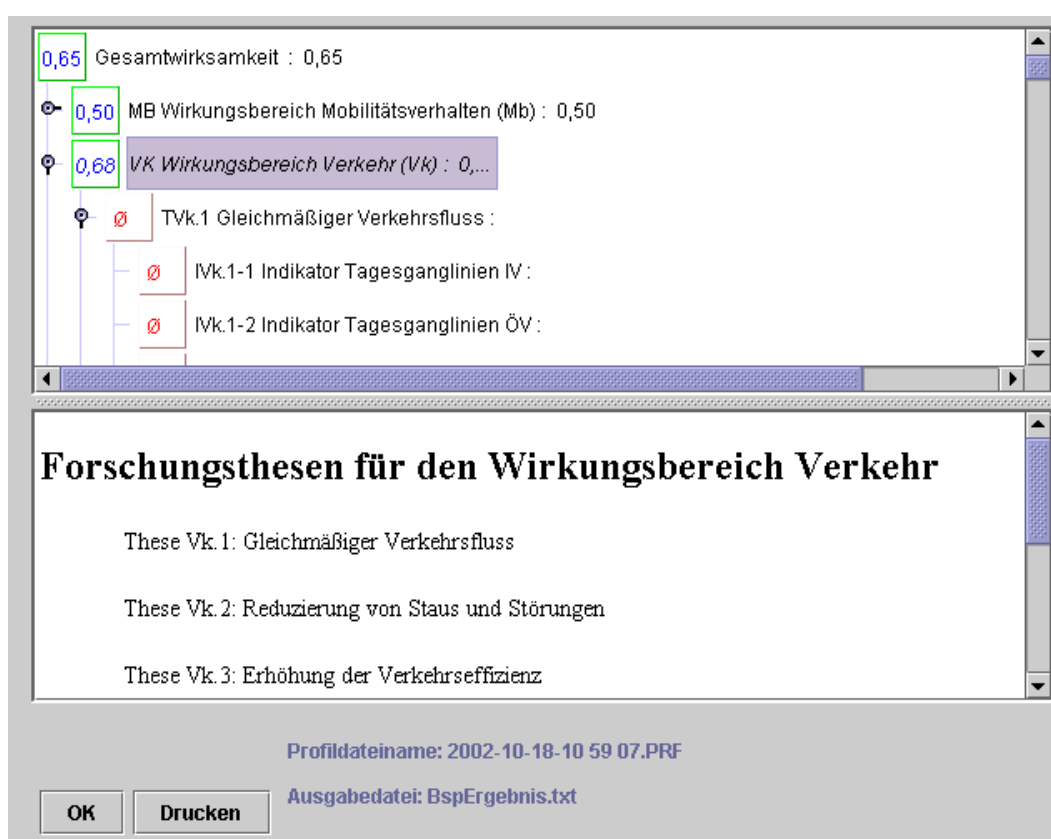 0,65 Gesamtwirksamkeit : 0,65
0,50 MB Wirkungsbereich Mobilitätsverhalten (Mb) : 0,50
0,68 VK Wirkungsbereich Verkehr (Vk) : 0,...
Ø TVk.1 Gleichmäßiger Verkehrsfluss :
Ø IVk.1-1 Indikator Tagesganglinien IV :
Ø IVk.1-2 Indikator Tagesganglinien ÖV :
Forschungsthesen für den Wirkungsbereich Verkehr
These Vk.1: Gleichmäßiger Verkehrsfluss
These Vk.2: Reduzierung von Staus und Störungen
These Vk.3: Erhöhung der Verkehrseffizienz
Profildateiname: 2002-10-18-10 59 07.PRF
Ausgabedatei: BspErgebnis.txt
OK Drucken